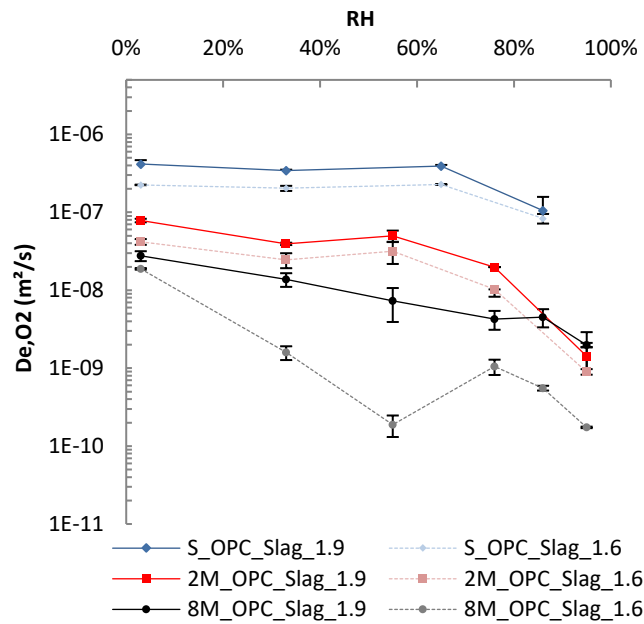 RH
0% 20% 40% 60% 80% 100%
1E-06
1E-07
1E-08
1E-09
1E-10
1E-11
De,O2 (m²/s)
S_OPC_Slag_1.9 S_OPC_Slag_1.6
2M_OPC_Slag_1.9 2M_OPC_Slag_1.6
8M_OPC_Slag_1.9 8M_OPC_Slag_1.6